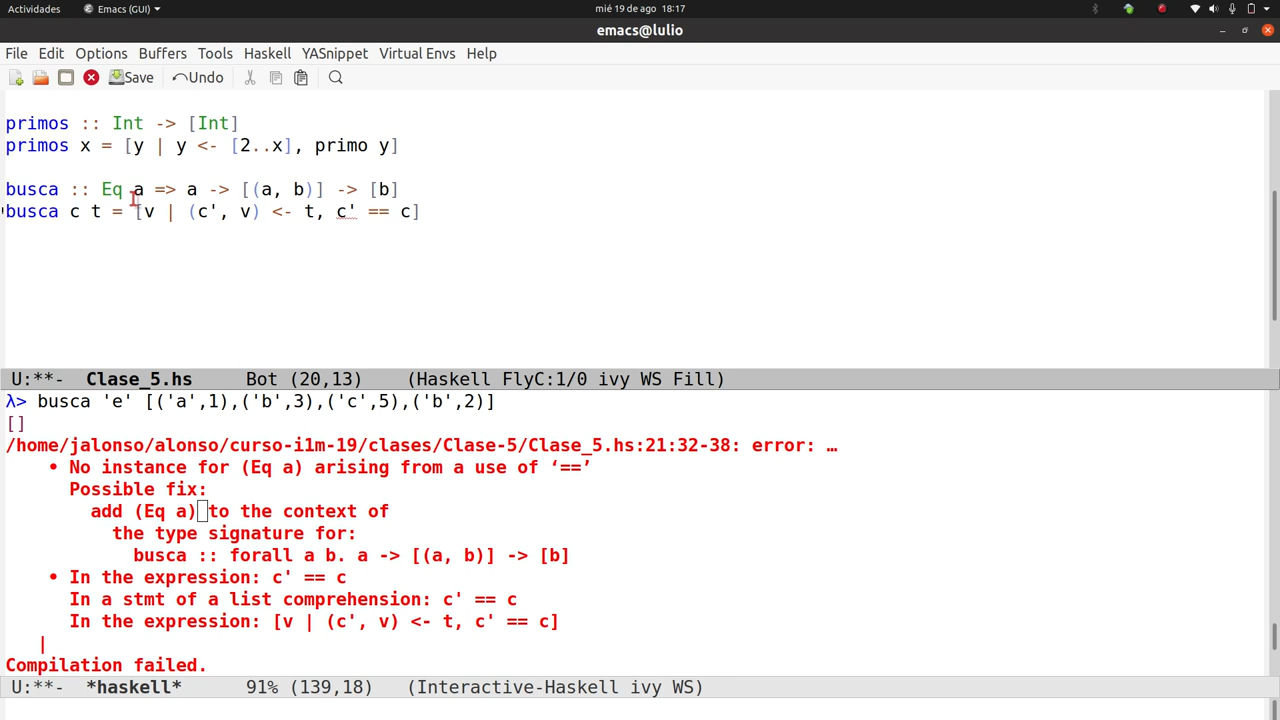 Actividades Emacs (GUI) mié 19 de ago 18:17
emacs@lulio
File Edit Options Buffers Tools Haskell YASnippet Virtual Envs Help
Save Undo
primos :: Int -> [Int]
primos x = [y | y <- [2..x], primo y]
busca :: Eq a => a -> [(a, b)] -> [b]
busca c t = [v | (c', v) <- t, c' == c]
U:**- Clase_5.hs Bot (20,13) (Haskell FlyC:1/0 ivy WS Fill)
λ> busca 'e' [('a',1),('b',3),('c',5),('b',2)]
[]
/home/jalonso/alonso/curso-i1m-19/clases/Clase-5/Clase_5.hs:21:32-38: error: …
• No instance for (Eq a) arising from a use of ‘==’
Possible fix:
add (Eq a) to the context of
the type signature for:
busca :: forall a b. a -> [(a, b)] -> [b]
• In the expression: c' == c
In a stmt of a list comprehension: c' == c
In the expression: [v | (c', v) <- t, c' == c]
|
Compilation failed.
U:**- *haskell* 91% (139,18) (Interactive-Haskell ivy WS)